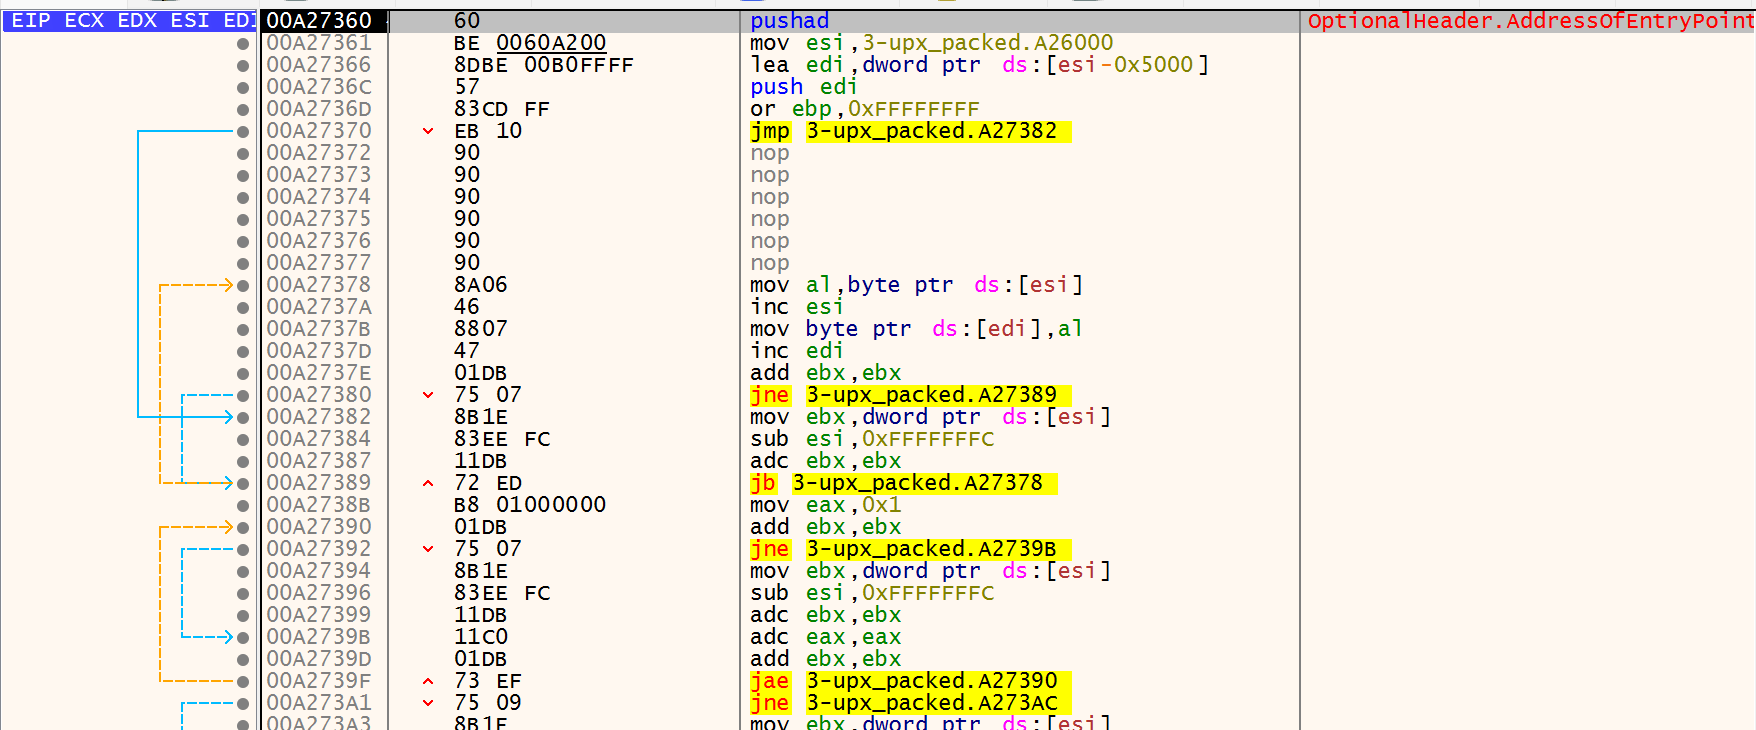 EIP ECX EDX ESI EDI 00A27360 60 pushad OptionalHeader.AddressOfEntryPoint
00A27361 BE 0060A200 mov esi,3-upx_packed.A26000
00A27366 8DBE 00B0FFFF lea edi,dword ptr ds:[esi-0x5000]
00A2736C 57 push edi
00A2736D 83CD FF or ebp,0xFFFFFFFF
00A27370 EB 10 jmp 3-upx_packed.A27382
00A27372 90 nop
00A27373 90 nop
00A27374 90 nop
00A27375 90 nop
00A27376 90 nop
00A27377 90 nop
00A27378 8A06 mov al,byte ptr ds:[esi]
00A2737A 46 inc esi
00A2737B 8807 mov byte ptr ds:[edi],al
00A2737D 47 inc edi
00A2737E 01DB add ebx,ebx
00A27380 75 07 jne 3-upx_packed.A27389
00A27382 8B1E mov ebx,dword ptr ds:[esi]
00A27384 83EE FC sub esi,0xFFFFFFFC
00A27387 11DB adc ebx,ebx
00A27389 72 ED jb 3-upx_packed.A27378
00A2738B B8 01000000 mov eax,0x1
00A27390 01DB add ebx,ebx
00A27392 75 07 jne 3-upx_packed.A2739B
00A27394 8B1E mov ebx,dword ptr ds:[esi]
00A27396 83EE FC sub esi,0xFFFFFFFC
00A27399 11DB adc ebx,ebx
00A2739B 11C0 adc eax,eax
00A2739D 01DB add ebx,ebx
00A2739F 73 EF jae 3-upx_packed.A27390
00A273A1 75 09 jne 3-upx_packed.A273AC
00A273A3 8B1E mov ebx,dword ptr ds:[esi]